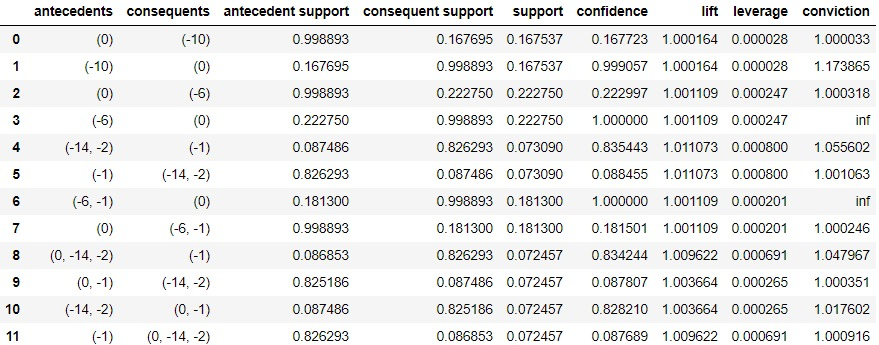 antecedents consequents antecedent support consequent support support confidence lift leverage conviction
0 (0) (-10) 0.998893 0.167695 0.167537 0.167723 1.000164 0.000028 1.000033
1 (-10) (0) 0.167695 0.998893 0.167537 0.999057 1.000164 0.000028 1.173865
2 (0) (-6) 0.998893 0.222750 0.222750 0.222997 1.001109 0.000247 1.000318
3 (-6) (0) 0.222750 0.998893 0.222750 1.000000 1.001109 0.000247 inf
4 (-14, -2) (-1) 0.087486 0.826293 0.073090 0.835443 1.011073 0.000800 1.055602
5 (-1) (-14, -2) 0.826293 0.087486 0.073090 0.088455 1.011073 0.000800 1.001063
6 (-6, -1) (0) 0.181300 0.998893 0.181300 1.000000 1.001109 0.000201 inf
7 (0) (-6, -1) 0.998893 0.181300 0.181300 0.181501 1.001109 0.000201 1.000246
8 (0, -14, -2) (-1) 0.086853 0.826293 0.072457 0.834244 1.009622 0.000691 1.047967
9 (0, -1) (-14, -2) 0.825186 0.087486 0.072457 0.087807 1.003664 0.000265 1.000351
10 (-14, -2) (0, -1) 0.087486 0.825186 0.072457 0.828210 1.003664 0.000265 1.017602
11 (-1) (0, -14, -2) 0.826293 0.086853 0.072457 0.087689 1.009622 0.000691 1.000916